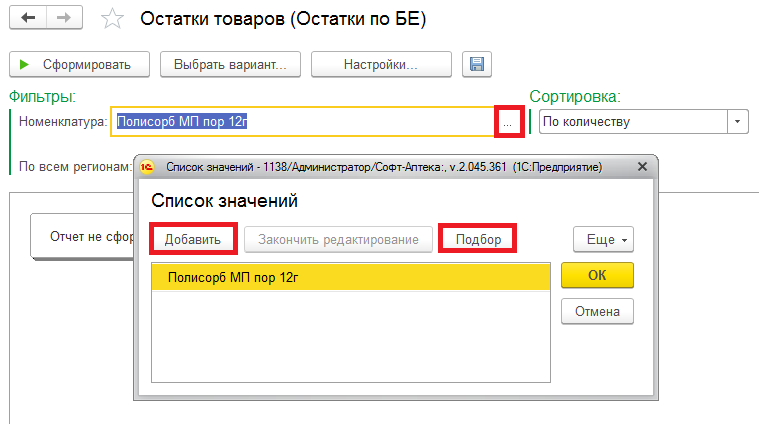 Остатки товаров (Остатки по БЕ)
Сформировать Выбрать вариант... Настройки...
Фильтры: Сортировка:
Номенклатура: Полисорб МП пор 12г ... По количеству
По всем регионам:
1С Список значений - 1138/Администратор/Софт-Аптека:, v.2.045.361 (1С:Предприятие)
Список значений
Отчет не сфор
Добавить Закончить редактирование Подбор Еще
Полисорб МП пор 12г ОК
Отмена